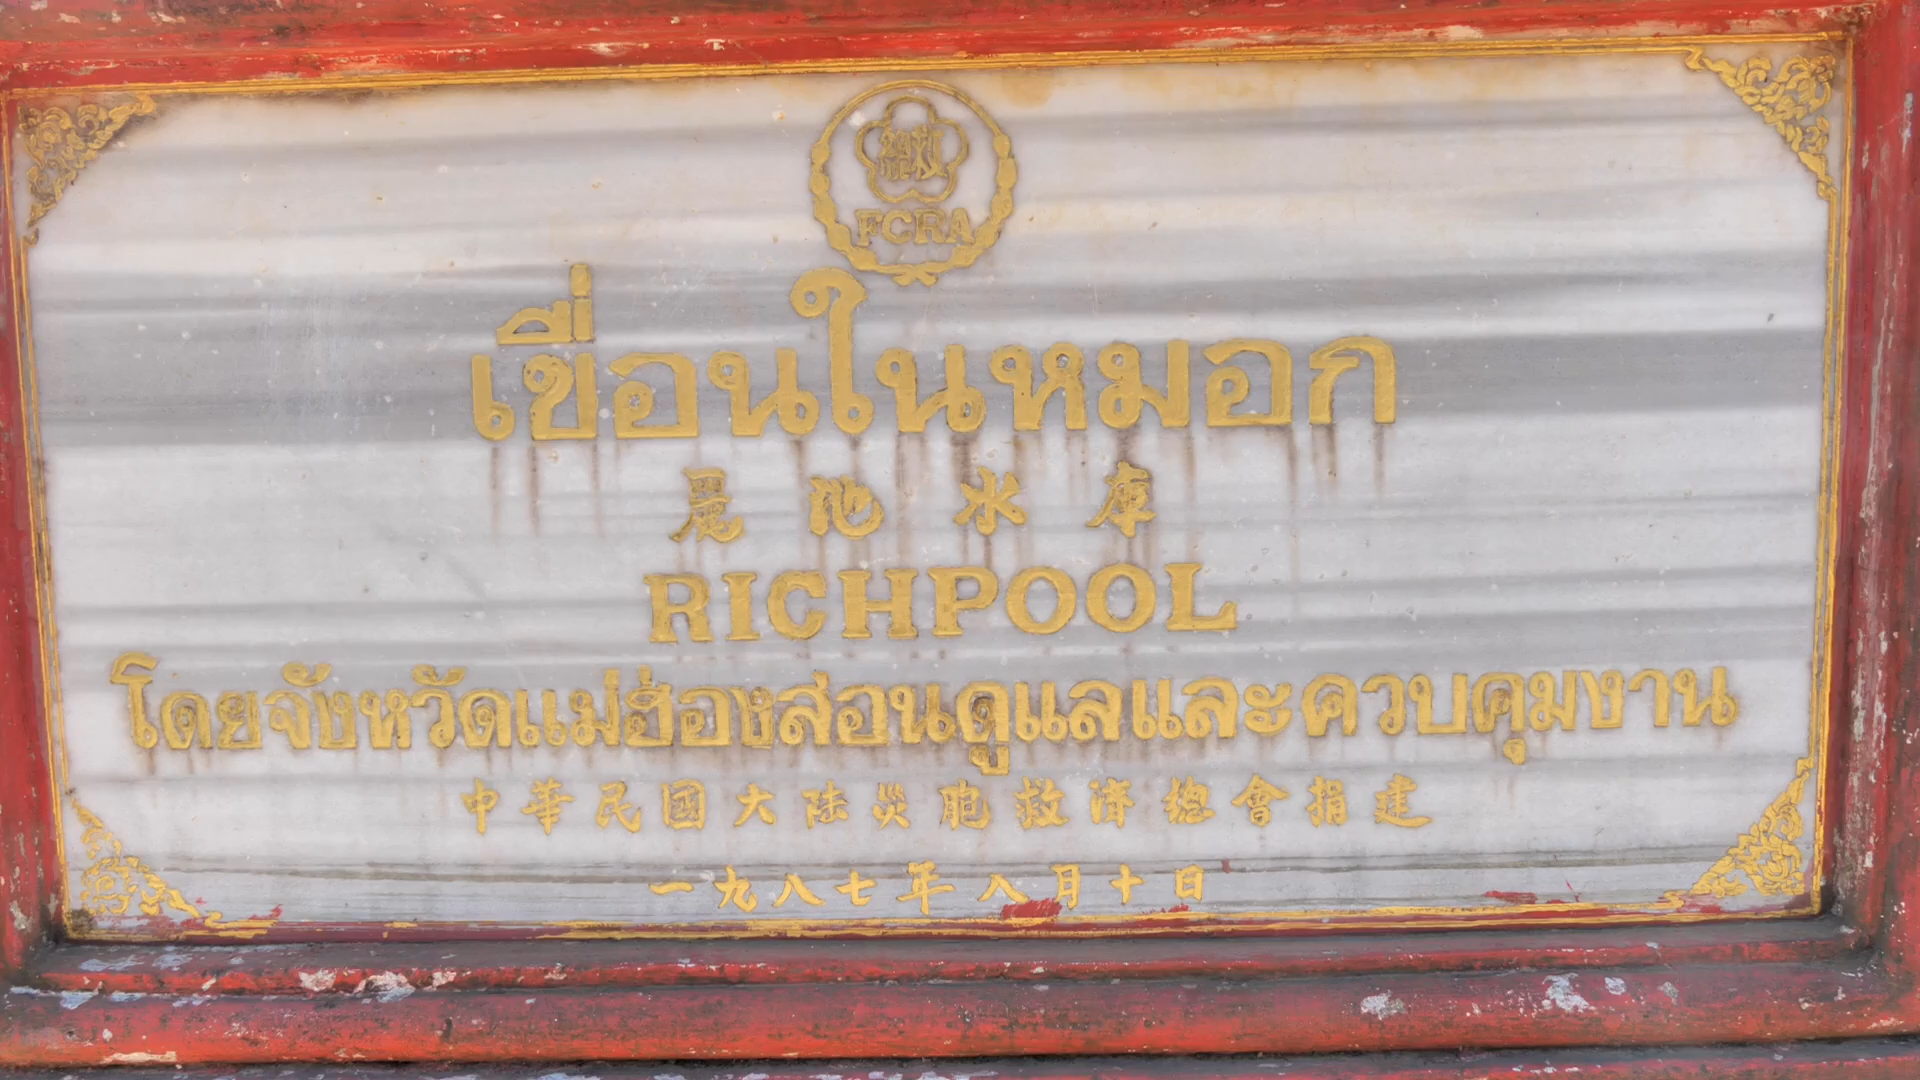 FCRA
เขื่อนในหมอก
晨池水庫
RICHPOOL
โดยจังหวัดแม่ฮ่องสอนดูแลและควบคุมงาน
中華民國大陸災胞救濟總會捐建
一九八七年八月十日